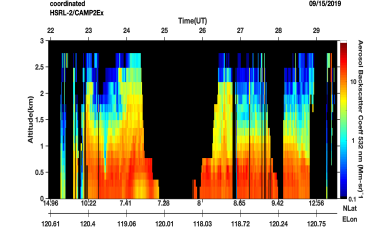 coordinated
09/15/2019
HSRL-2/CAMP2Ex
Time(UT)
22 23 24 25 26 27 28 29
3
2.5
2
1.5
1
0.5
0
Altitude(km)
10
0.1
Aerosol Backscatter Coeff 532 nm (Mm-sr)-1
14.96 10.22 7.41 7.28 8 8.65 9.42 12.56
NLat
120.61 120.4 119.06 120.01 118.03 118.72 120.24 120.75
ELon